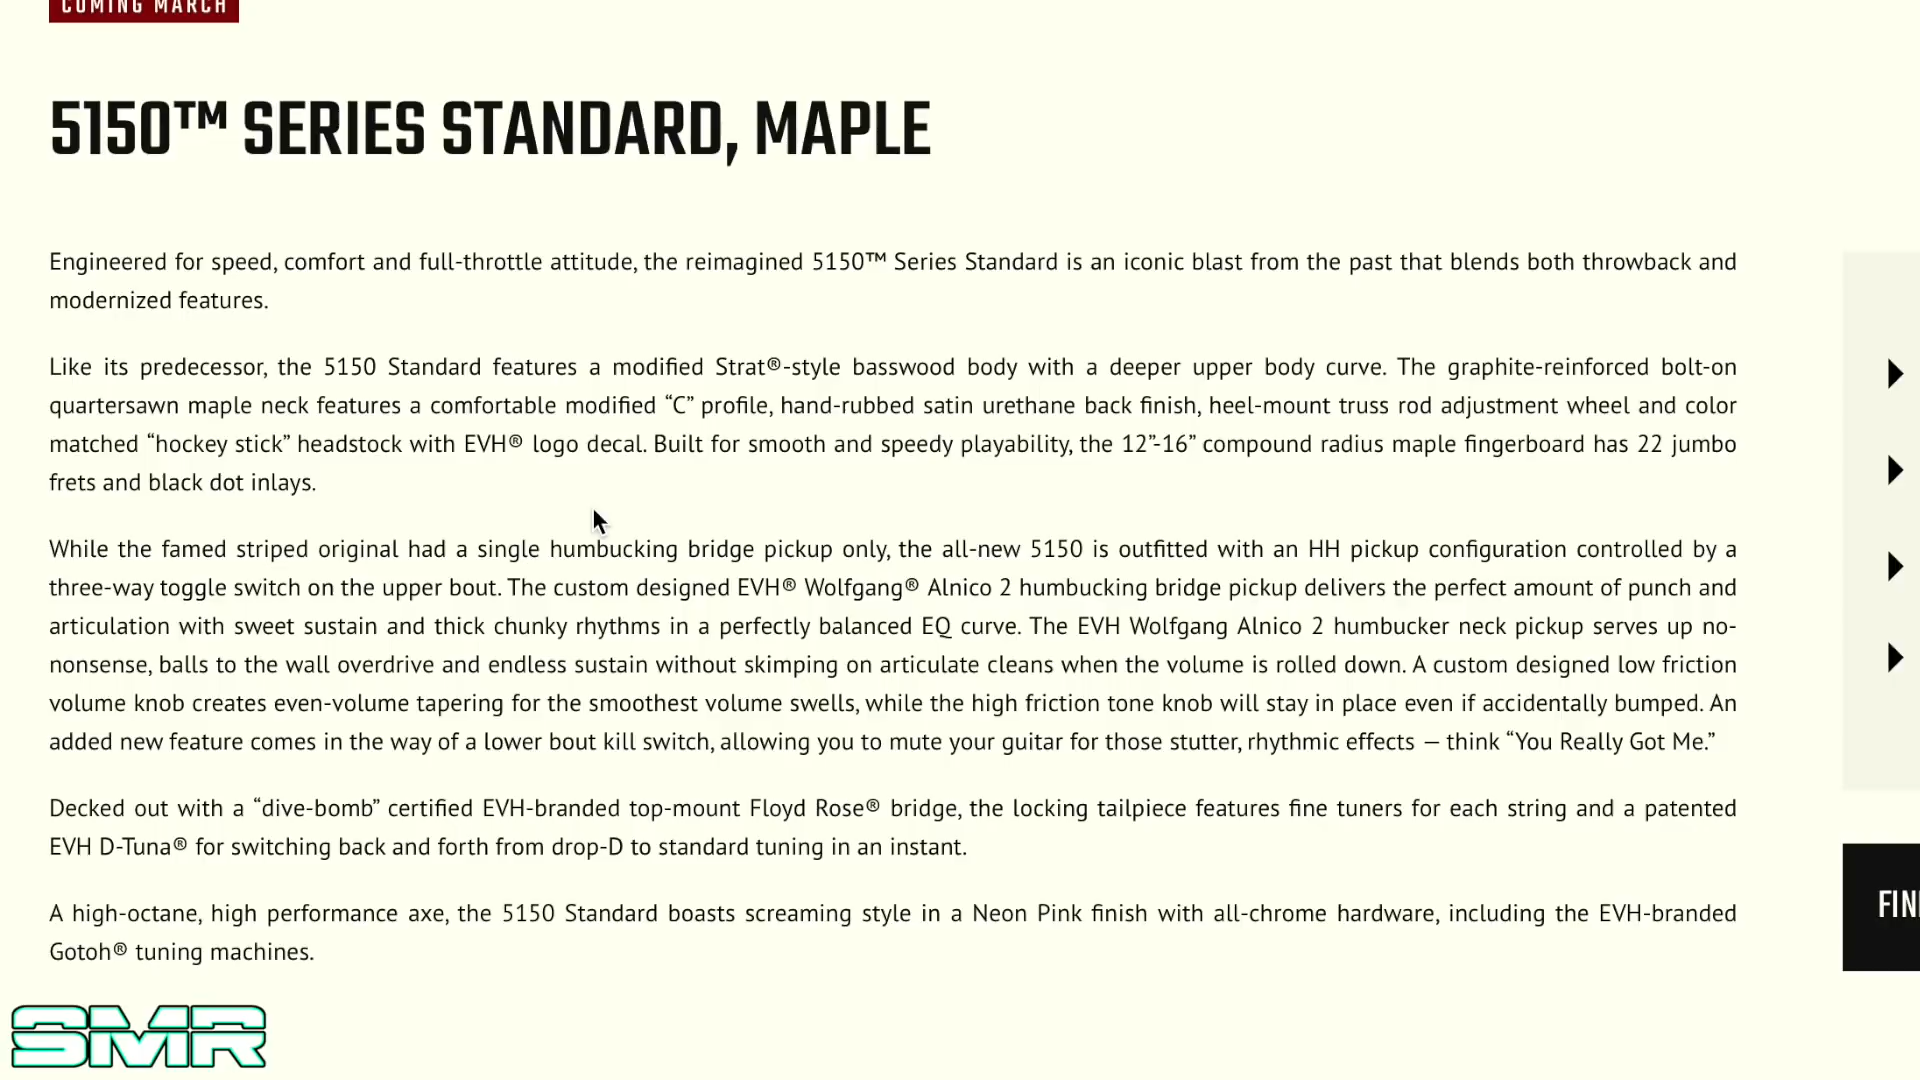 COMING MARCH
5150™ SERIES STANDARD, MAPLE
Engineered for speed, comfort and full-throttle attitude, the reimagined 5150™ Series Standard is an iconic blast from the past that blends both throwback and
modernized features.
Like its predecessor, the 5150 Standard features a modified Strat®-style basswood body with a deeper upper body curve. The graphite-reinforced bolt-on
quartersawn maple neck features a comfortable modified “C” profile, hand-rubbed satin urethane back finish, heel-mount truss rod adjustment wheel and color
matched “hockey stick” headstock with EVH® logo decal. Built for smooth and speedy playability, the 12”-16” compound radius maple fingerboard has 22 jumbo
frets and black dot inlays.
While the famed striped original had a single humbucking bridge pickup only, the all-new 5150 is outfitted with an HH pickup configuration controlled by a
three-way toggle switch on the upper bout. The custom designed EVH® Wolfgang® Alnico 2 humbucking bridge pickup delivers the perfect amount of punch and
articulation with sweet sustain and thick chunky rhythms in a perfectly balanced EQ curve. The EVH Wolfgang Alnico 2 humbucker neck pickup serves up no-
nonsense, balls to the wall overdrive and endless sustain without skimping on articulate cleans when the volume is rolled down. A custom designed low friction
volume knob creates even-volume tapering for the smoothest volume swells, while the high friction tone knob will stay in place even if accidentally bumped. An
added new feature comes in the way of a lower bout kill switch, allowing you to mute your guitar for those stutter, rhythmic effects — think “You Really Got Me.”
Decked out with a “dive-bomb” certified EVH-branded top-mount Floyd Rose® bridge, the locking tailpiece features fine tuners for each string and a patented
EVH D-Tuna® for switching back and forth from drop-D to standard tuning in an instant.
A high-octane, high performance axe, the 5150 Standard boasts screaming style in a Neon Pink finish with all-chrome hardware, including the EVH-branded
Gotoh® tuning machines.
SMR